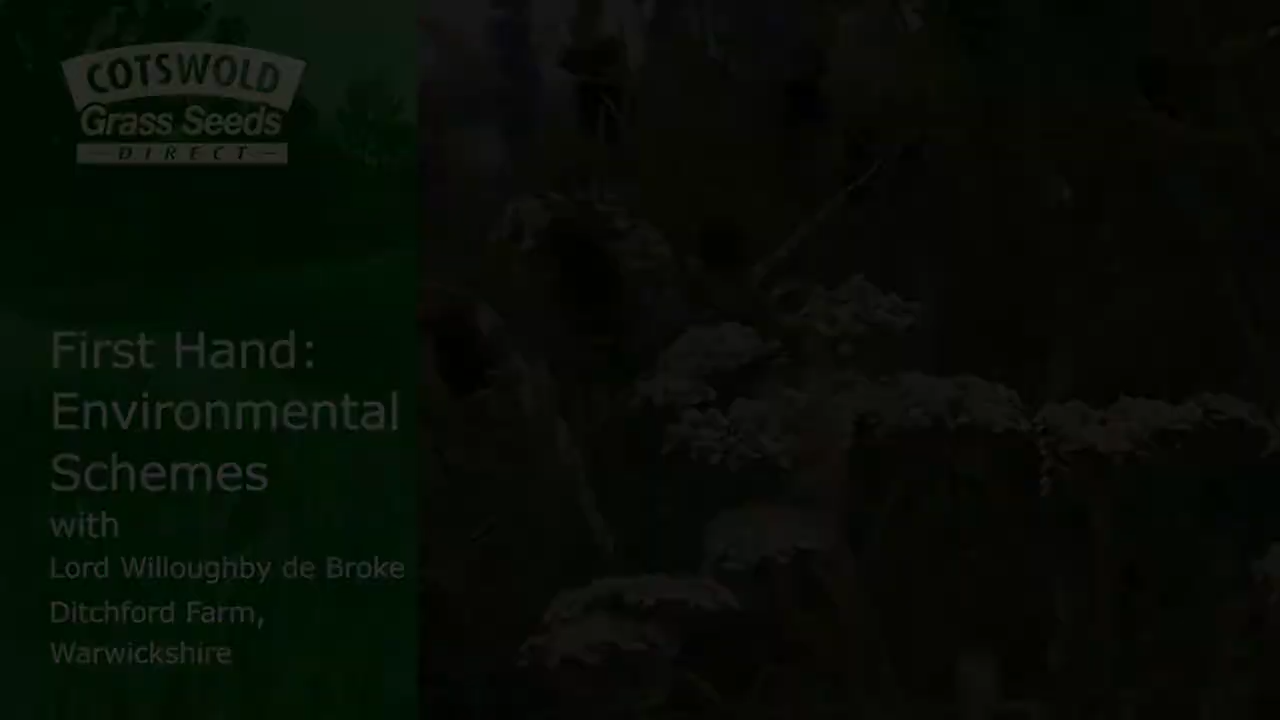 COTSWOLD
Grass Seeds
DIRECT
First Hand:
Environmental
Schemes
with
Lord Willoughby de Broke
Ditchford Farm,
Warwickshire